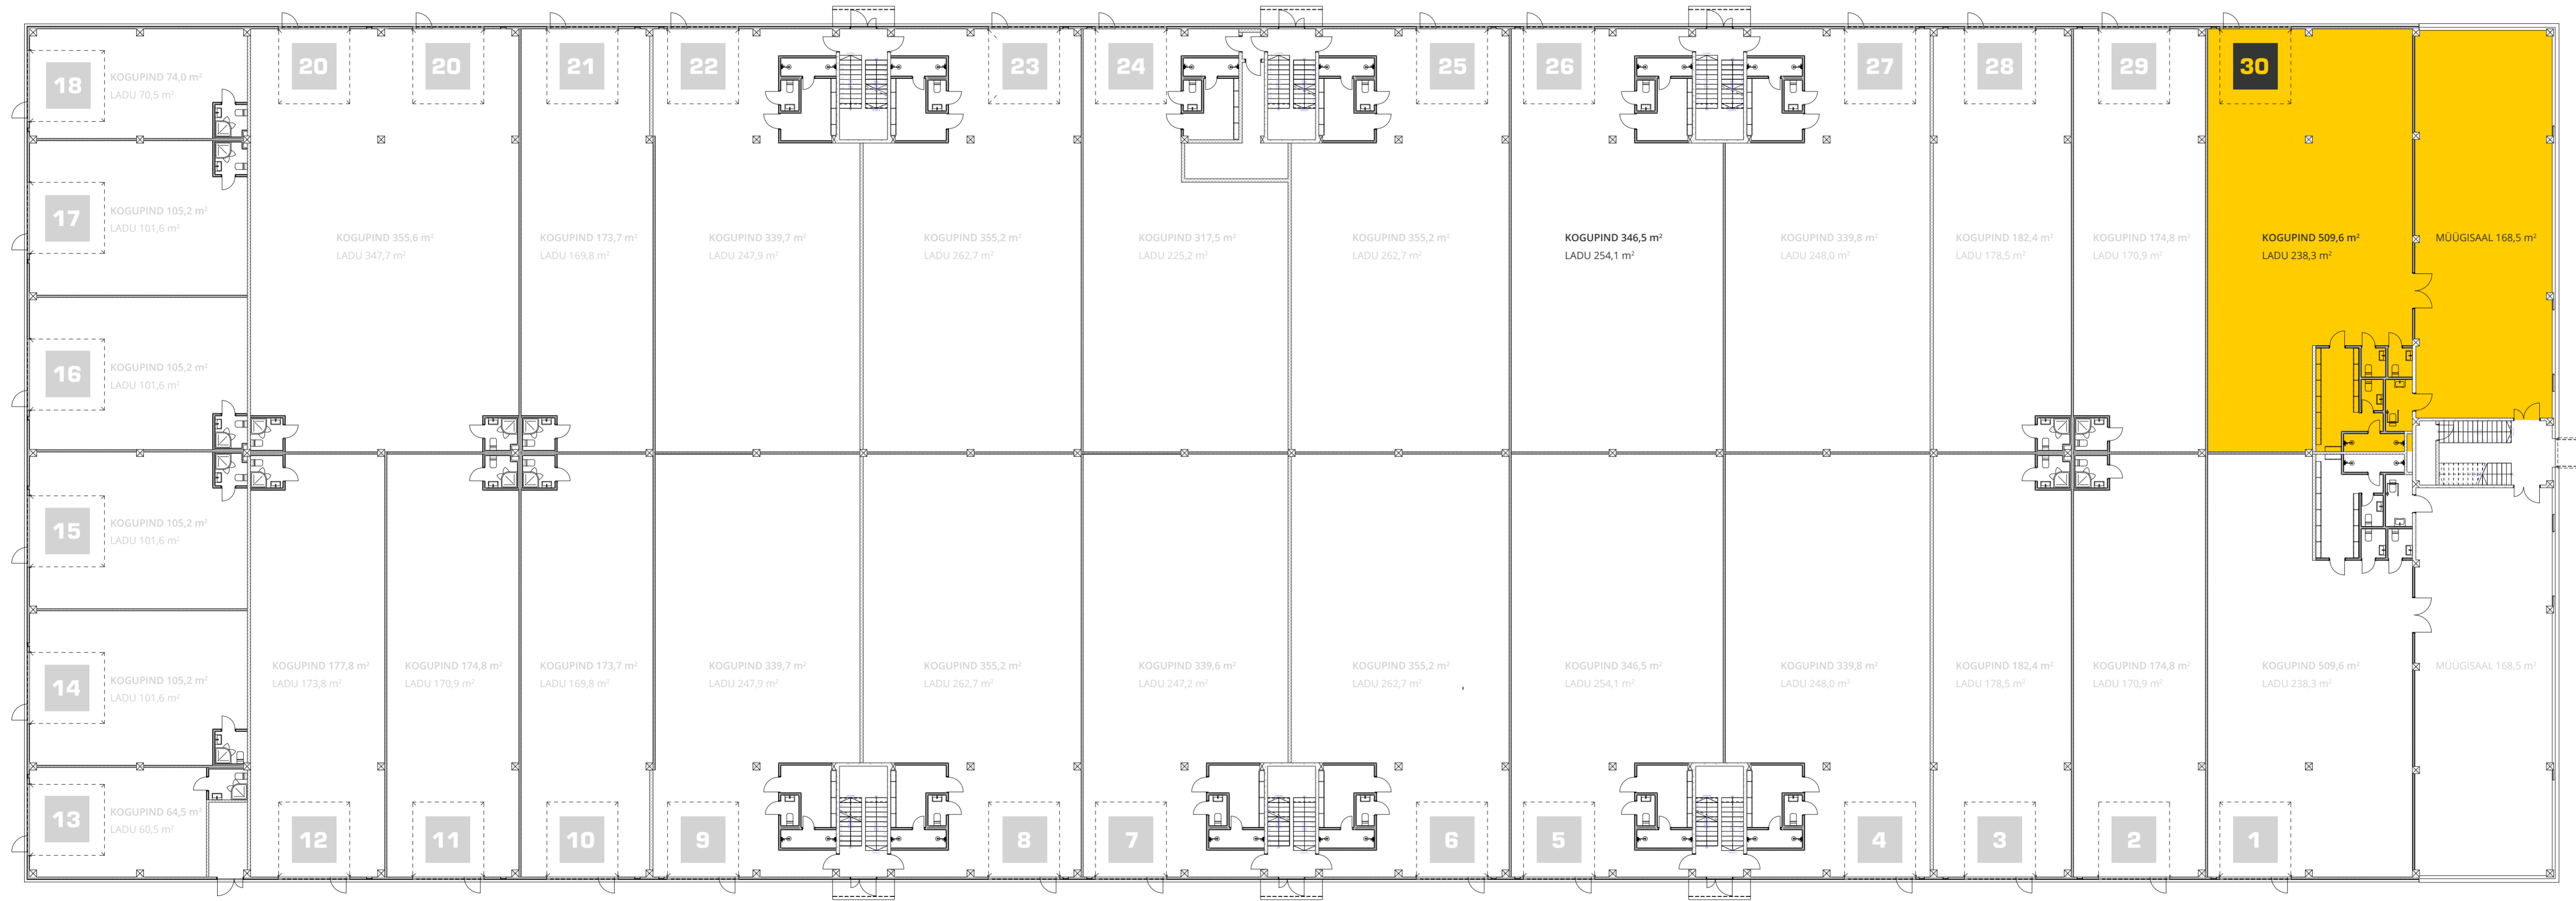 18
KOGUPIND 74,0 m²
LADU 70,5 m²
20
20
21
22
23
24
25
26
27
28
29
30
17
KOGUPIND 105,2 m²
LADU 101,6 m²
KOGUPIND 355,6 m²
LADU 347,7 m²
KOGUPIND 173,7 m²
LADU 169,8 m²
KOGUPIND 339,7 m²
LADU 247,9 m²
KOGUPIND 355,2 m²
LADU 262,7 m²
KOGUPIND 317,5 m²
LADU 225,2 m²
KOGUPIND 355,2 m²
LADU 262,7 m²
KOGUPIND 346,5 m²
LADU 254,1 m²
KOGUPIND 339,8 m²
LADU 248,0 m²
KOGUPIND 182,4 m²
LADU 178,5 m²
KOGUPIND 174,8 m²
LADU 170,9 m²
KOGUPIND 509,6 m²
LADU 238,3 m²
MÜÜGISAAL 168,5 m²
16
KOGUPIND 105,2 m²
LADU 101,6 m²
15
KOGUPIND 105,2 m²
LADU 101,6 m²
14
KOGUPIND 105,2 m²
LADU 101,6 m²
KOGUPIND 177,8 m²
LADU 173,8 m²
KOGUPIND 174,8 m²
LADU 170,9 m²
KOGUPIND 173,7 m²
LADU 169,8 m²
KOGUPIND 339,7 m²
LADU 247,9 m²
KOGUPIND 355,2 m²
LADU 262,7 m²
KOGUPIND 339,6 m²
LADU 247,2 m²
KOGUPIND 355,2 m²
LADU 262,7 m²
KOGUPIND 346,5 m²
LADU 254,1 m²
KOGUPIND 339,8 m²
LADU 248,0 m²
KOGUPIND 182,4 m²
LADU 178,5 m²
KOGUPIND 174,8 m²
LADU 170,9 m²
KOGUPIND 509,6 m²
LADU 238,3 m²
MÜÜGISAAL 168,5 m²
13
KOGUPIND 64,5 m²
LADU 60,5 m²
12
11
10
9
8
7
6
5
4
3
2
1